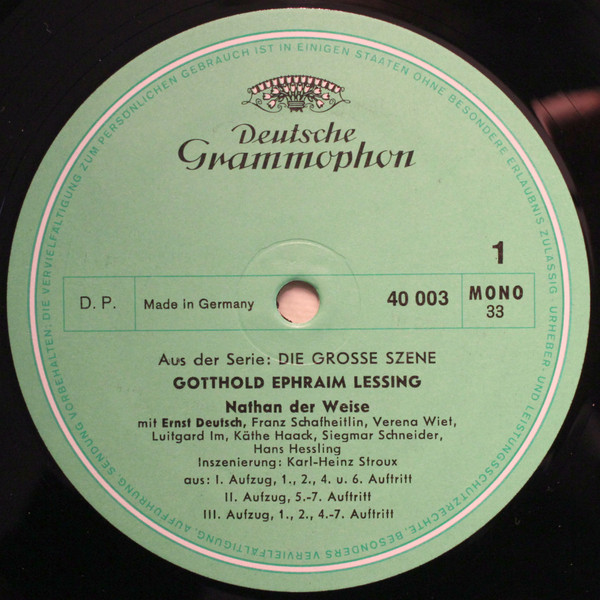 Deutsche
Grammophon
1
D. P.
Made in Germany
40 003
MONO
33
Aus der Serie: DIE GROSSE SZENE
GOTTHOLD EPHRAIM LESSING
Nathan der Weise
mit Ernst Deutsch, Franz Schafheitlin, Verena Wiet,
Luitgard Im, Käthe Haack, Siegmar Schneider,
Hans Hessling
Inszenierung: Karl-Heinz Stroux
aus: I. Aufzug, 1., 2., 4. u. 6. Auftritt
II. Aufzug, 5.-7. Auftritt
III. Aufzug, 1., 2., 4.-7. Auftritt
URHEBER- UND LEISTUNGSSCHUTZRECHTE, BESONDERS VERVIELFÄLTIGUNG, AUFFÜHRUNG, SENDUNG VORBEHALTEN; DIE VERVIELFÄLTIGUNG ZUM PERSÖNLICHEN GEBRAUCH IST IN EINIGEN STAATEN OHNE BESONDERE ERLAUBNIS ZULÄSSIG